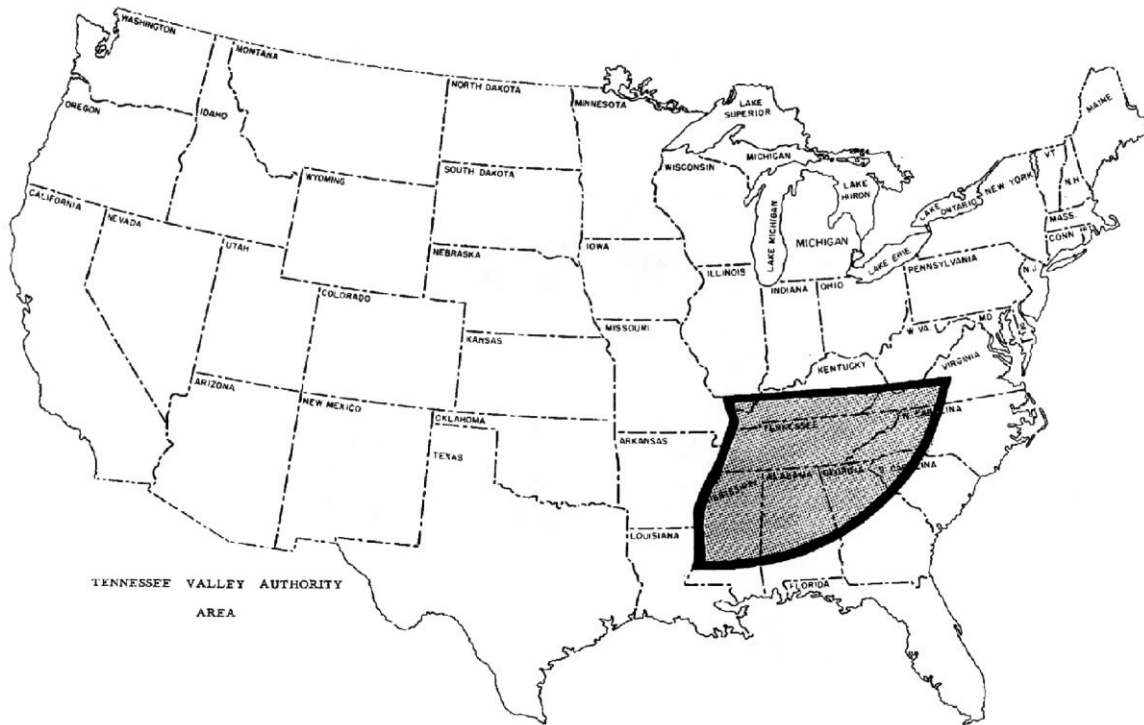 WASHINGTON
MONTANA
NORTH DAKOTA
MINNESOTA
LAKE
SUPERIOR
MAINE
OREGON
IDAHO
VT.
N.H.
WISCONSIN
MICHIGAN
SOUTH DAKOTA
WYOMING
LAKE
HURON
LAKE
ONTARIO
NEW YORK
CALIFORNIA
NEVADA
MASS.
CONN
UTAH
NEBRASKA
IOWA
LAKE MICHIGAN
MICHIGAN
LAKE ERIE
ILLINOIS
PENNSYLVANIA
N.J.
INDIANA
OHIO
COLORADO
MISSOURI
KANSAS
W. VA.
MD.
KENTUCKY
VIRGINIA
ARIZONA
NEW MEXICO
OKLAHOMA
N. CAROLINA
TENNESSEE
ARKANSAS
TEXAS
ALABAMA
GEORGIA
S. CAROLINA
LOUISIANA
FLORIDA
TENNESSEE VALLEY AUTHORITY
AREA